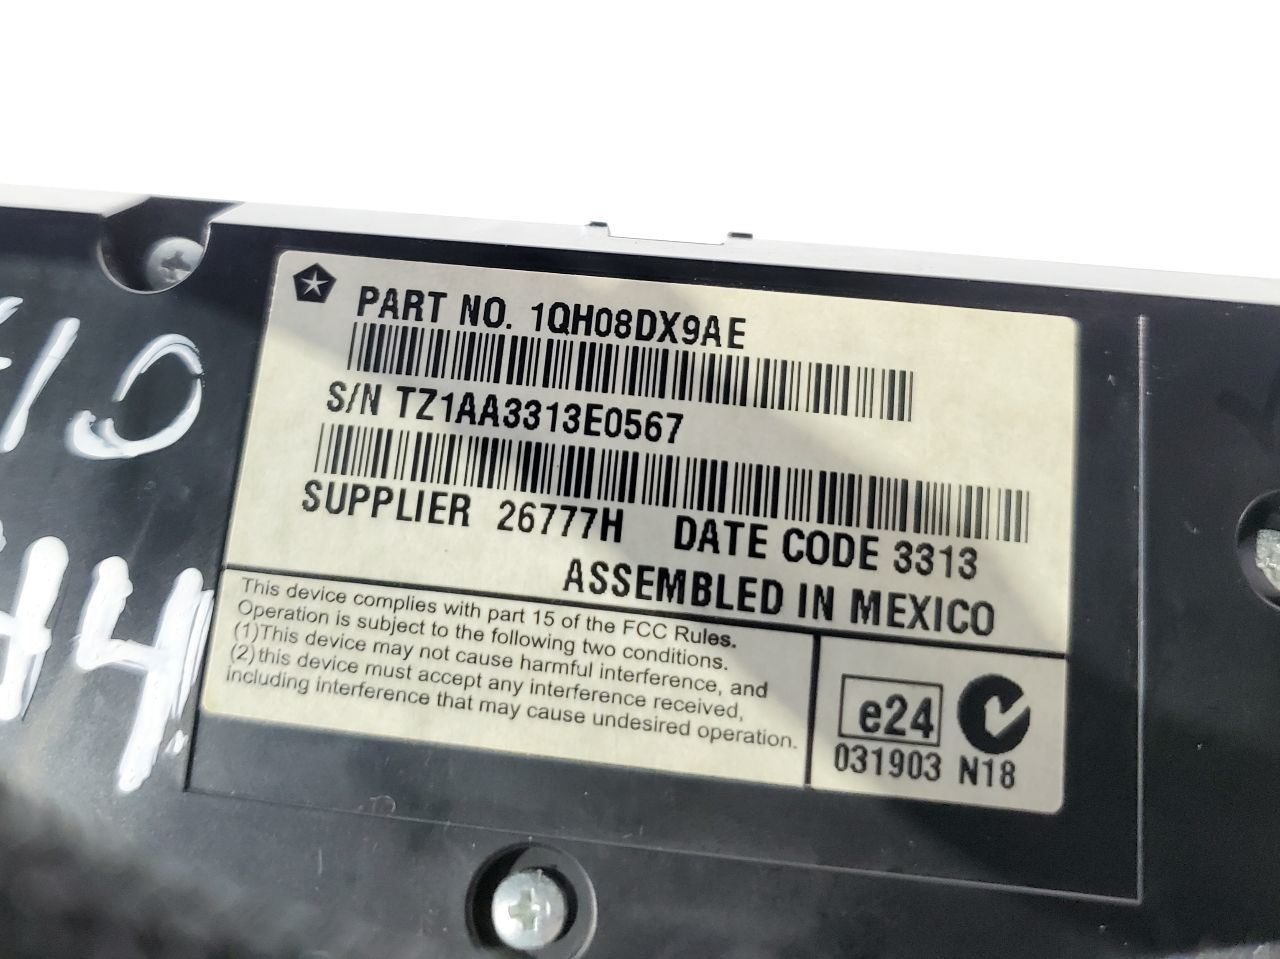 PART NO. 1QH08DX9AE
S/N TZ1AA3313E0567
SUPPLIER 26777H DATE CODE 3313
ASSEMBLED IN MEXICO
This device complies with part 15 of the FCC Rules.
Operation is subject to the following two conditions.
(1)This device may not cause harmful interference, and
(2)this device must accept any interference received,
including interference that may cause undesired operation.
e24
031903 N18